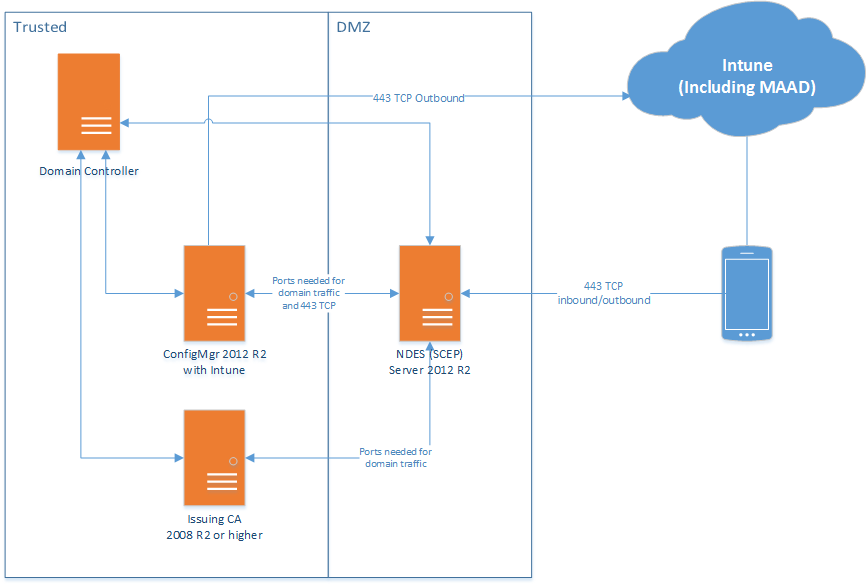 Trusted
DMZ
Intune
(Including MAAD)
443 TCP Outbound
Domain Controller
Ports needed for
domain traffic
and 443 TCP
443 TCP
inbound/outbound
ConfigMgr 2012 R2
with Intune
NDES (SCEP)
Server 2012 R2
Ports needed for
domain traffic
Issuing CA
2008 R2 or higher